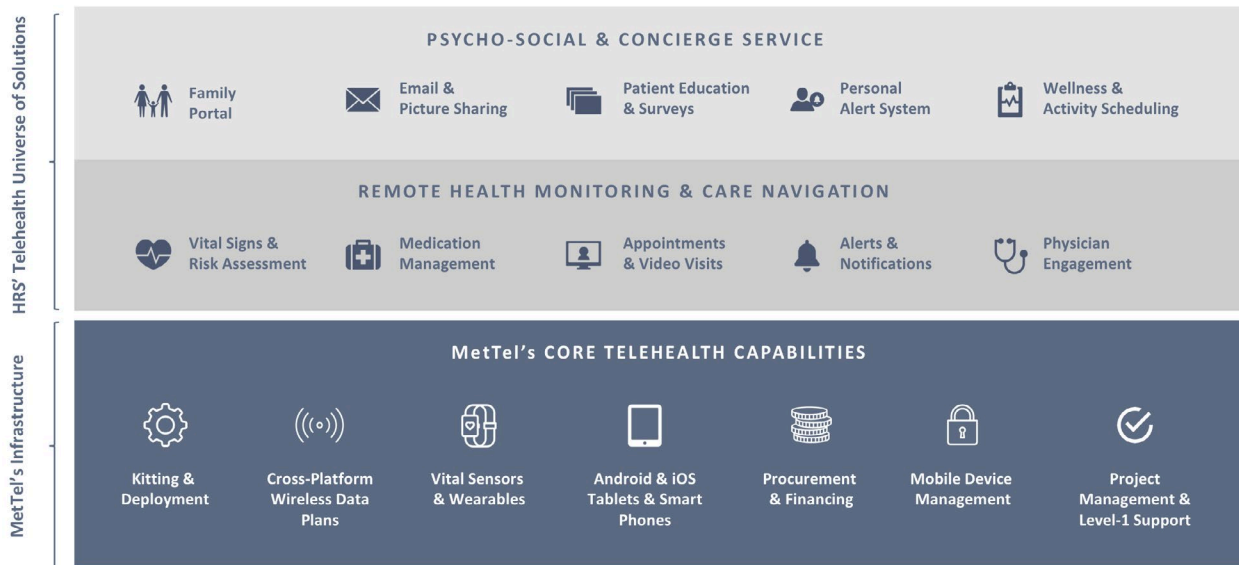 HRS' Telehealth Universe of Solutions
PSYCHO-SOCIAL & CONCIERGE SERVICE
Family
Portal
Email &
Picture Sharing
Patient Education
& Surveys
Personal
Alert System
Wellness &
Activity Scheduling
REMOTE HEALTH MONITORING & CARE NAVIGATION
Vital Signs &
Risk Assessment
Medication
Management
Appointments
& Video Visits
Alerts &
Notifications
Physician
Engagement
MetTel's Infrastructure
MetTel's CORE TELEHEALTH CAPABILITIES
Kitting &
Deployment
Cross-Platform
Wireless Data
Plans
Vital Sensors
& Wearables
Android & iOS
Tablets & Smart
Phones
Procurement
& Financing
Mobile Device
Management
Project
Management &
Level-1 Support